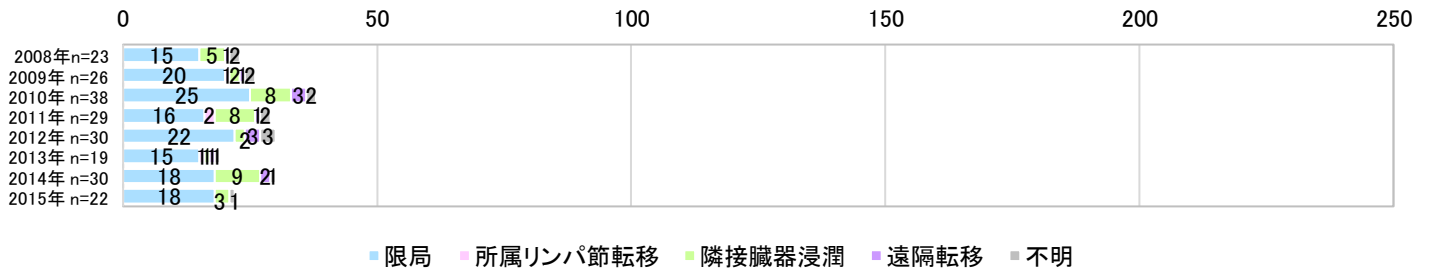 0 50 100 150 200 250
2008年n=23 15 5 1 2
2009年 n=26 20 1 2 1 2
2010年 n=38 25 8 3 2
2011年 n=29 16 2 8 1 2
2012年 n=30 22 2 3 3
2013年 n=19 15 1 1 1 1
2014年 n=30 18 9 2 1
2015年 n=22 18 3 1
限局 所属リンパ節転移 隣接臓器浸潤 遠隔転移 不明